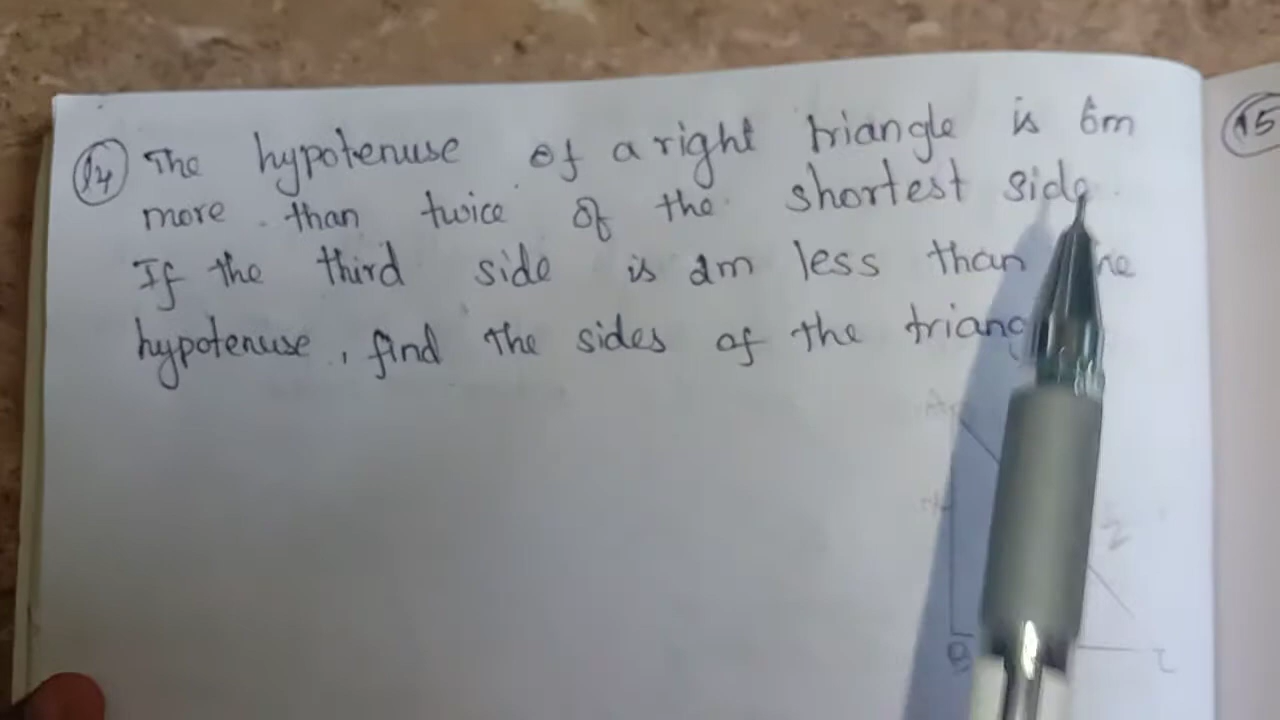 14 The hypotenuse of a right triangle is 6m
more than twice of the shortest side.
If the third side is 2m less than
hypotenuse, find the sides of the
15
A
B